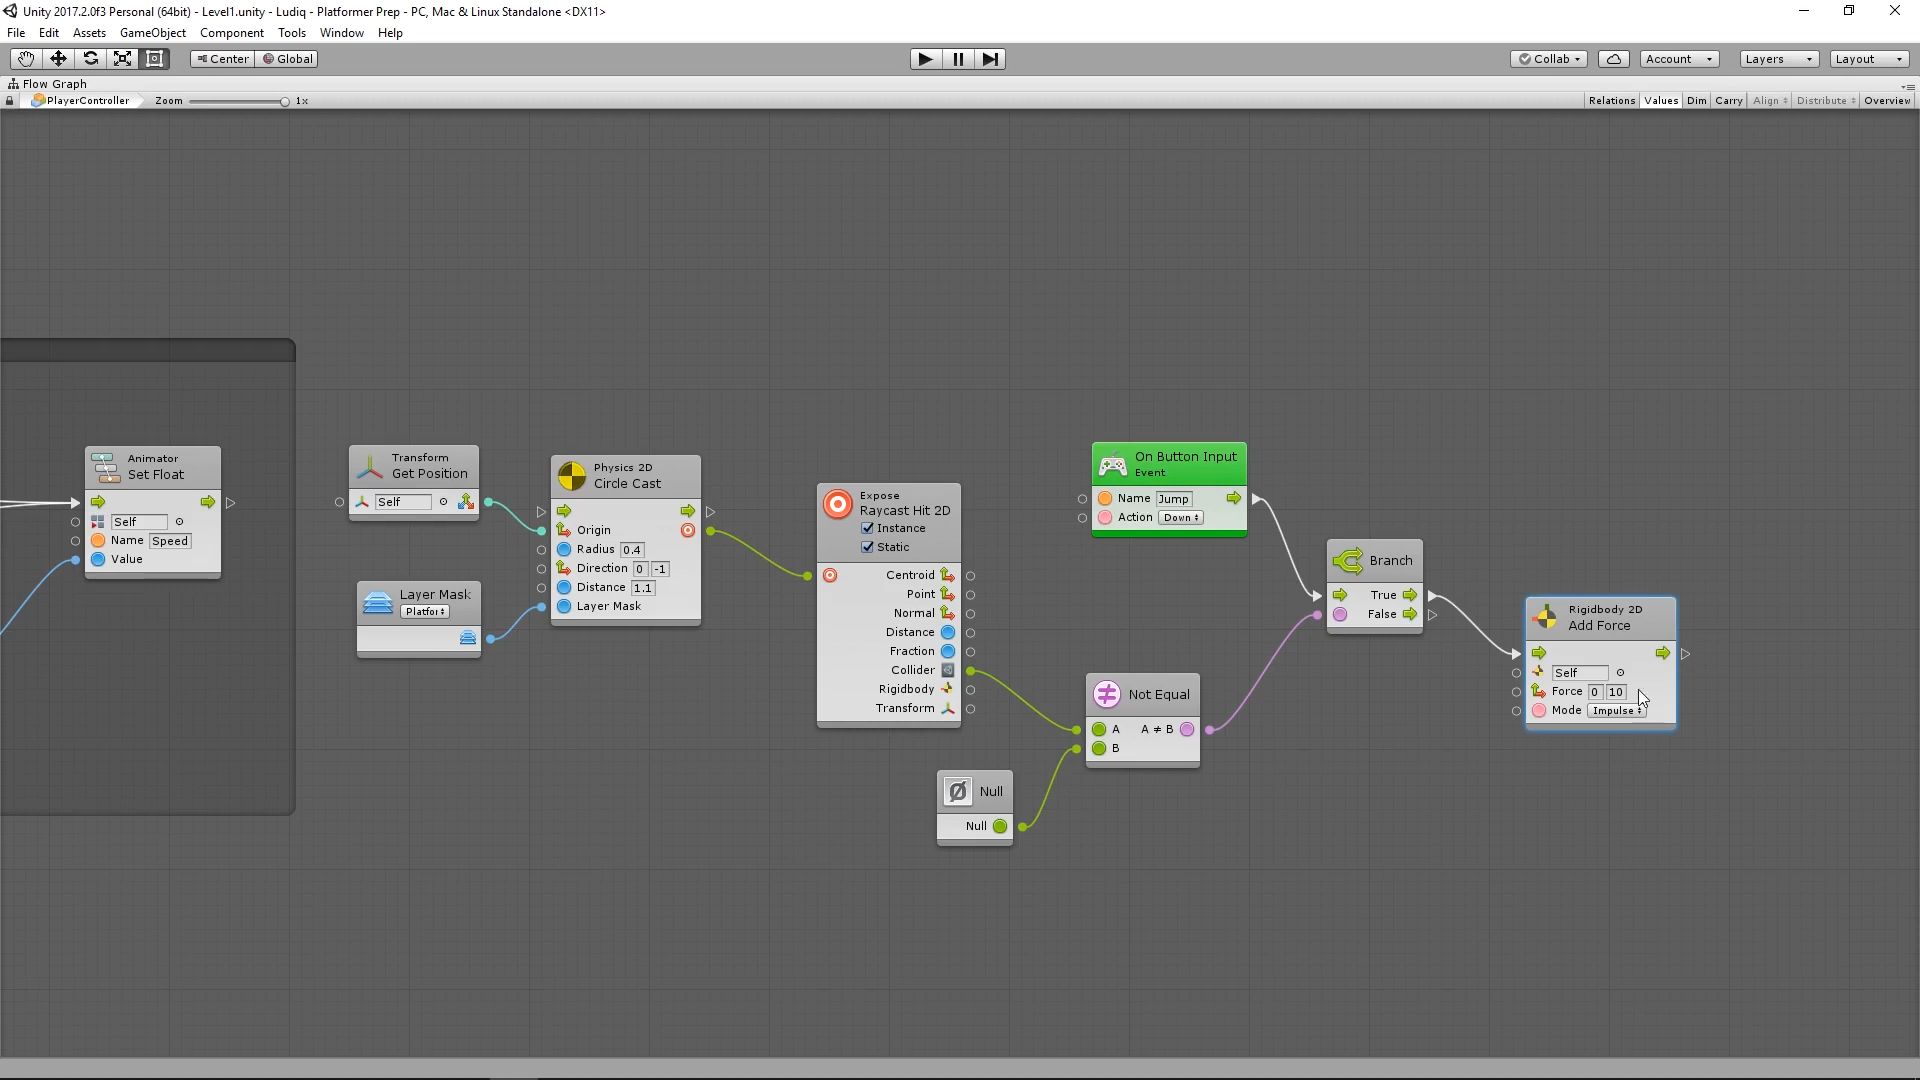 Unity 2017.2.0f3 Personal (64bit) - Level1.unity - Ludiq - Platformer Prep - PC, Mac & Linux Standalone <DX11>
File Edit Assets GameObject Component Tools Window Help
Center Global Collab Account Layers Layout
Flow Graph
PlayerController Zoom 1x Relations Values Dim Carry Align Distribute Overview
Animator
Set Float
Self
Name Speed
Value
Transform
Get Position
Self
Layer Mask
Platfor
Physics 2D
Circle Cast
Origin
Radius 0.4
Direction 0 -1
Distance 1.1
Layer Mask
Expose
Raycast Hit 2D
Instance
Static
Centroid
Point
Normal
Distance
Fraction
Collider
Rigidbody
Transform
Null
Null
On Button Input
Event
Name Jump
Action Down
Not Equal
A A ≠ B
B
Branch
True
False
Rigidbody 2D
Add Force
Self
Force 0 10
Mode Impulse